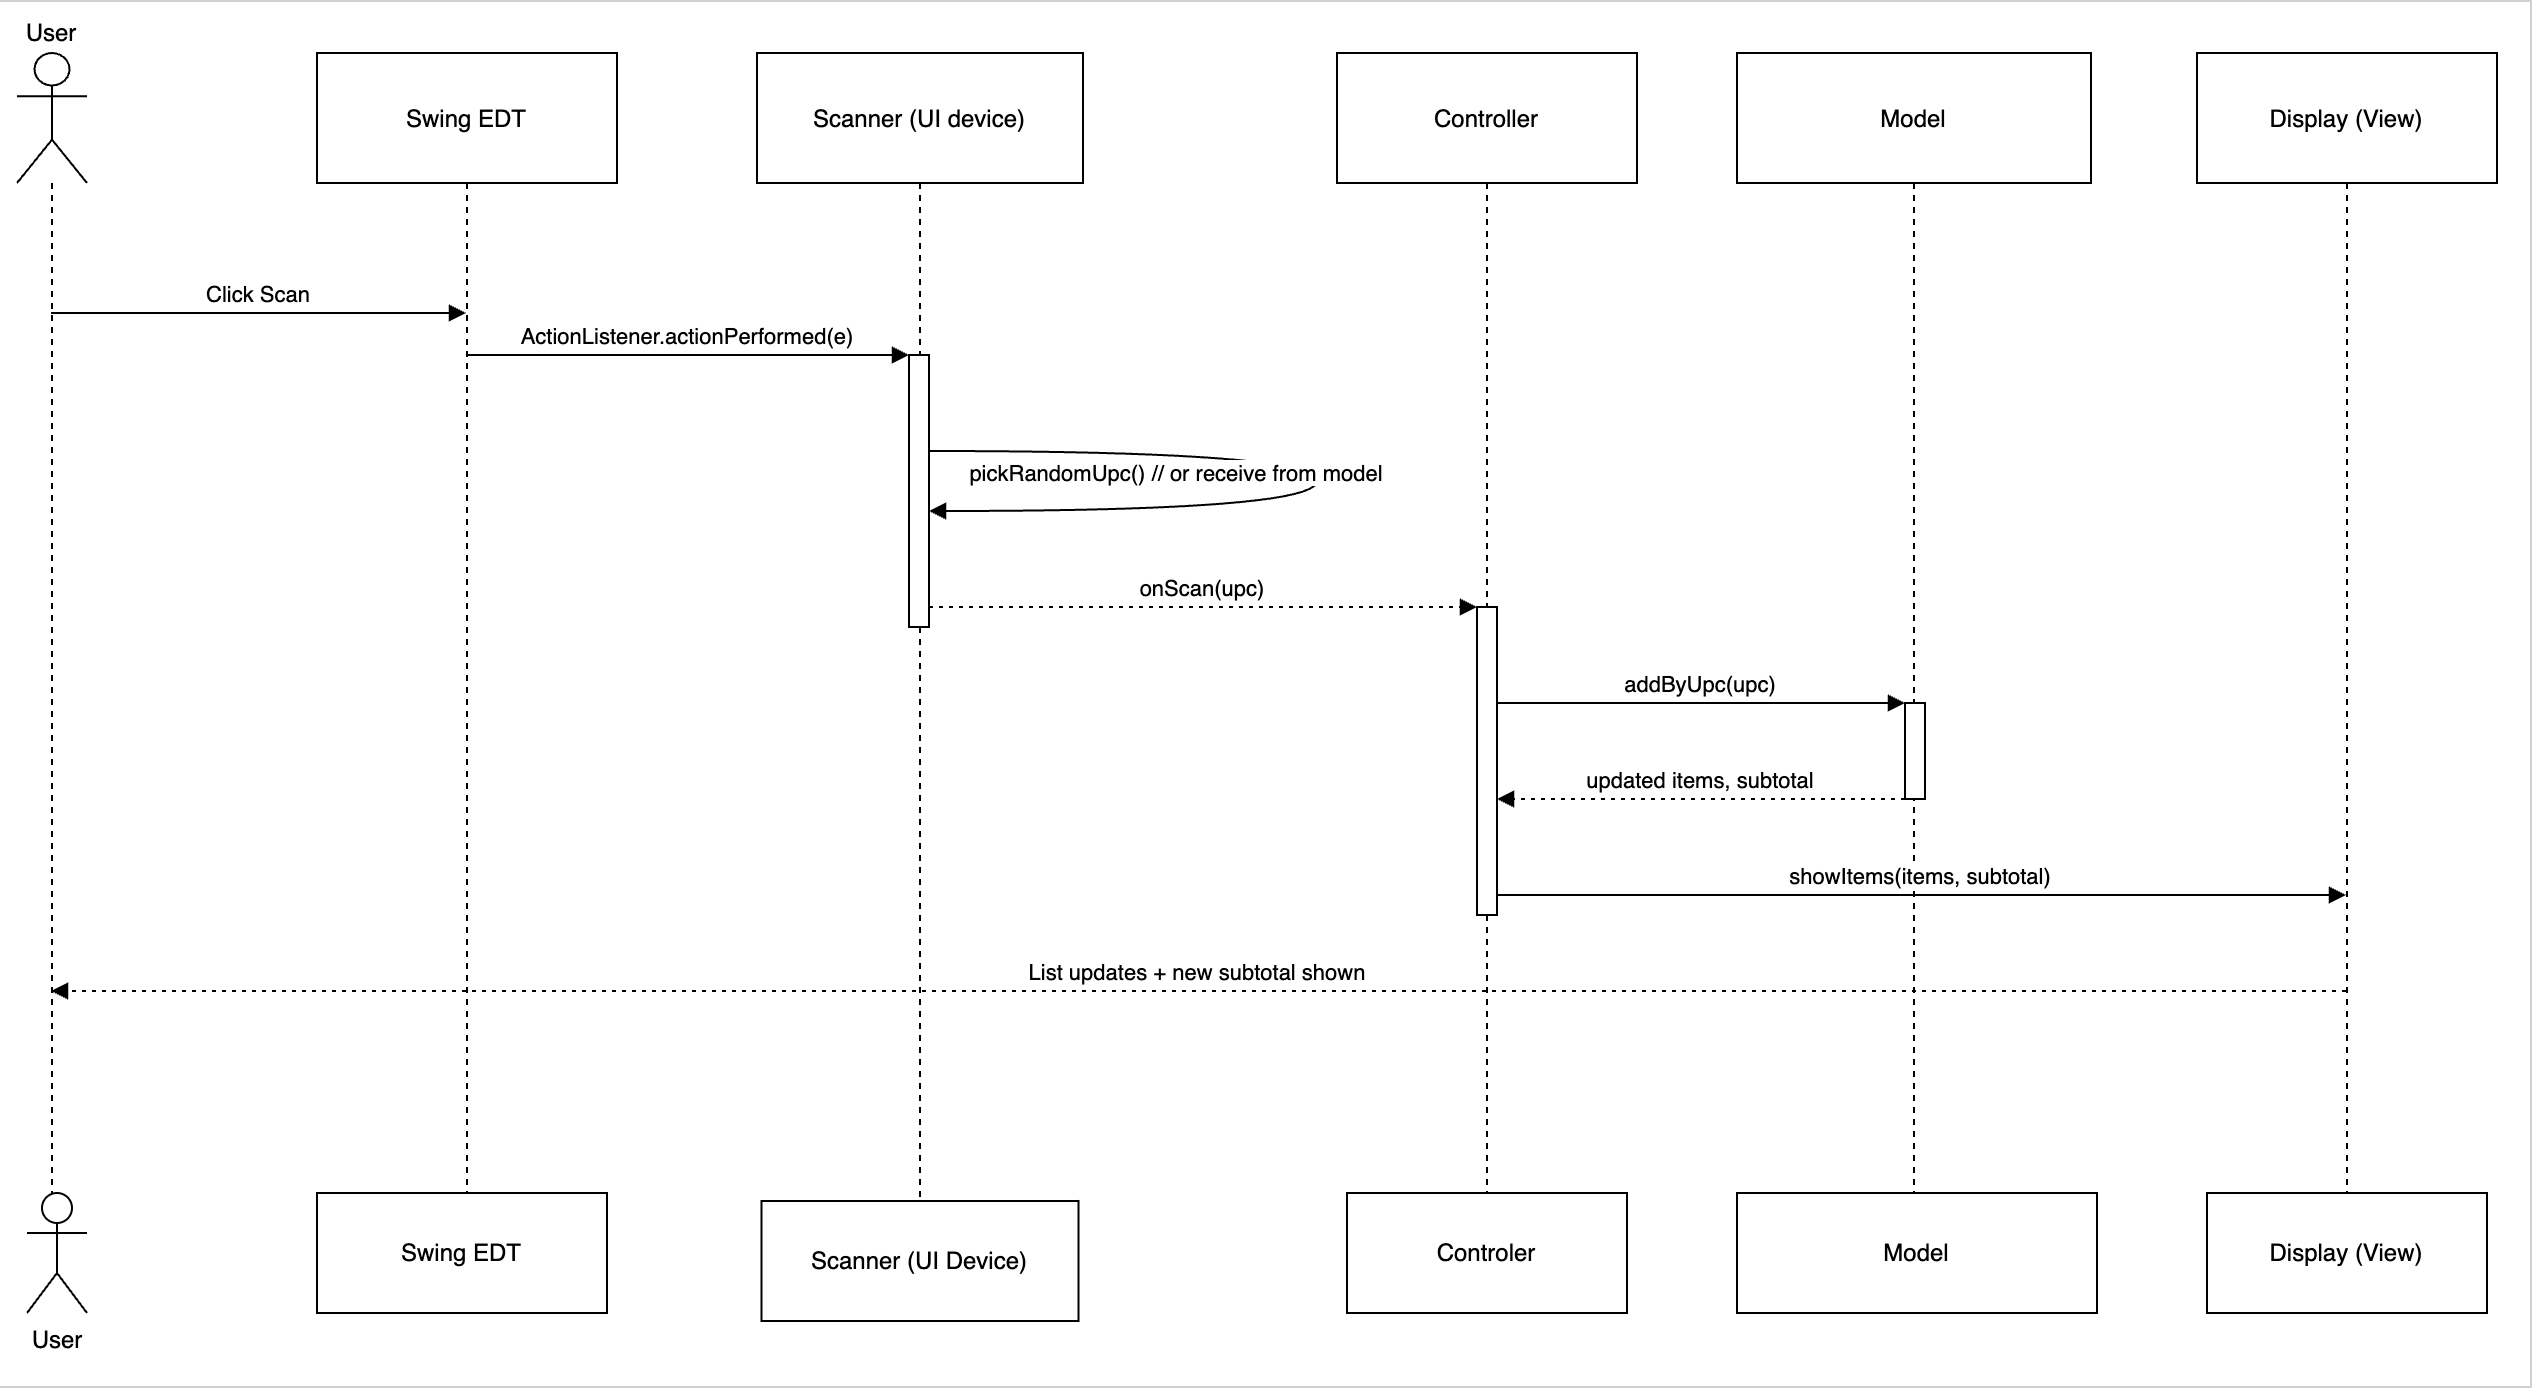 User
Swing EDT
Scanner (UI device)
Controller
Model
Display (View)
Click Scan
ActionListener.actionPerformed(e)
pickRandomUpc() // or receive from model
onScan(upc)
addByUpc(upc)
updated items, subtotal
showItems(items, subtotal)
List updates + new subtotal shown
Swing EDT
Scanner (UI Device)
Controler
Model
Display (View)
User